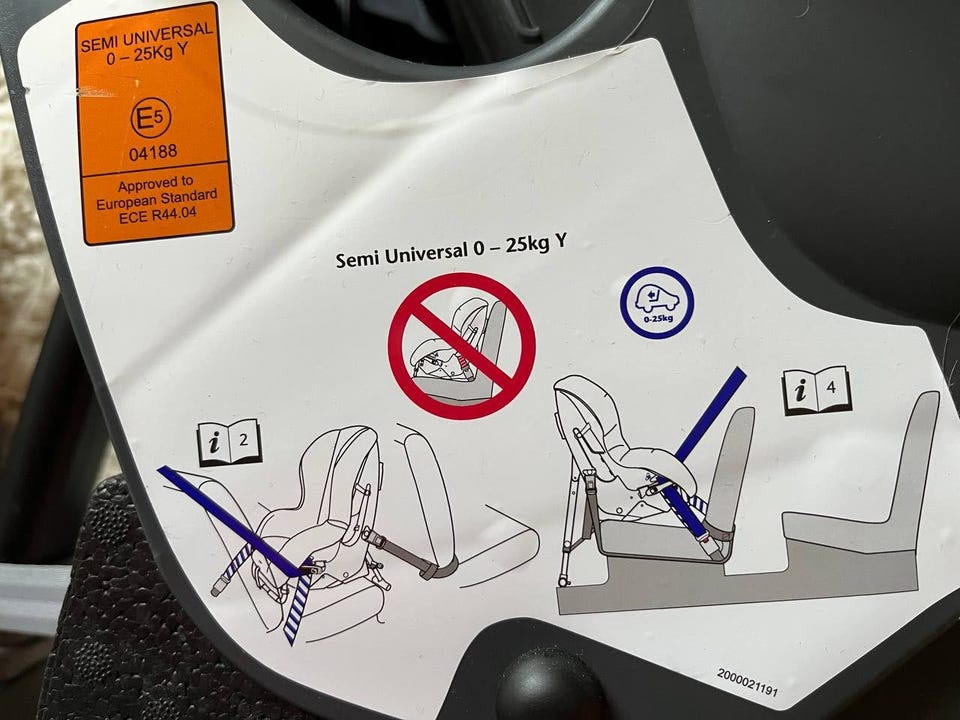 SEMI UNIVERSAL
0 – 25Kg Y
E5
04188
Approved to
European Standard
ECE R44.04
Semi Universal 0 – 25kg Y
0-25kg
i 4
i 2
2000021191